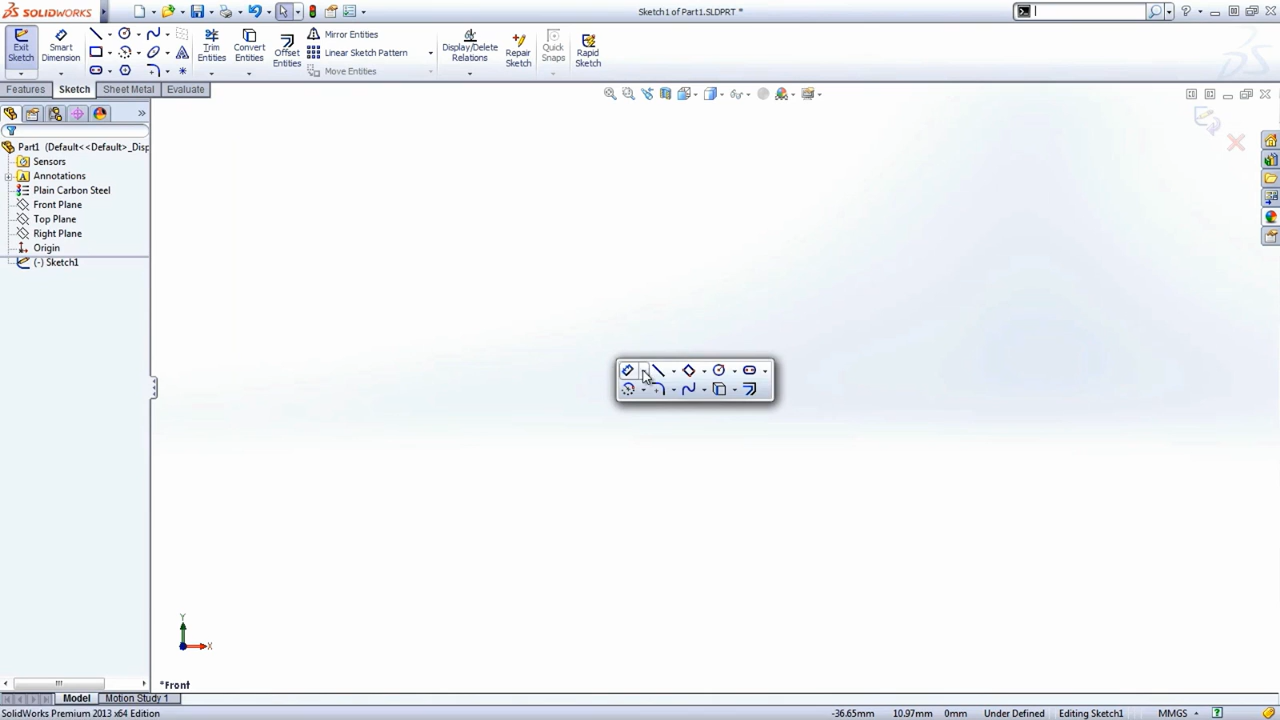 SOLIDWORKS
Sketch1 of Part1.SLDPRT *
Exit Sketch
Smart Dimension
Trim Entities
Convert Entities
Offset Entities
Mirror Entities
Linear Sketch Pattern
Move Entities
Display/Delete Relations
Repair Sketch
Quick Snaps
Rapid Sketch
Features
Sketch
Sheet Metal
Evaluate
Part1 (Default<<Default>_Disp
Sensors
Annotations
Plain Carbon Steel
Front Plane
Top Plane
Right Plane
Origin
(-) Sketch1
Y
X
*Front
Model
Motion Study 1
SolidWorks Premium 2013 x64 Edition
-36.65mm
10.97mm
0mm
Under Defined
Editing Sketch1
MMGS